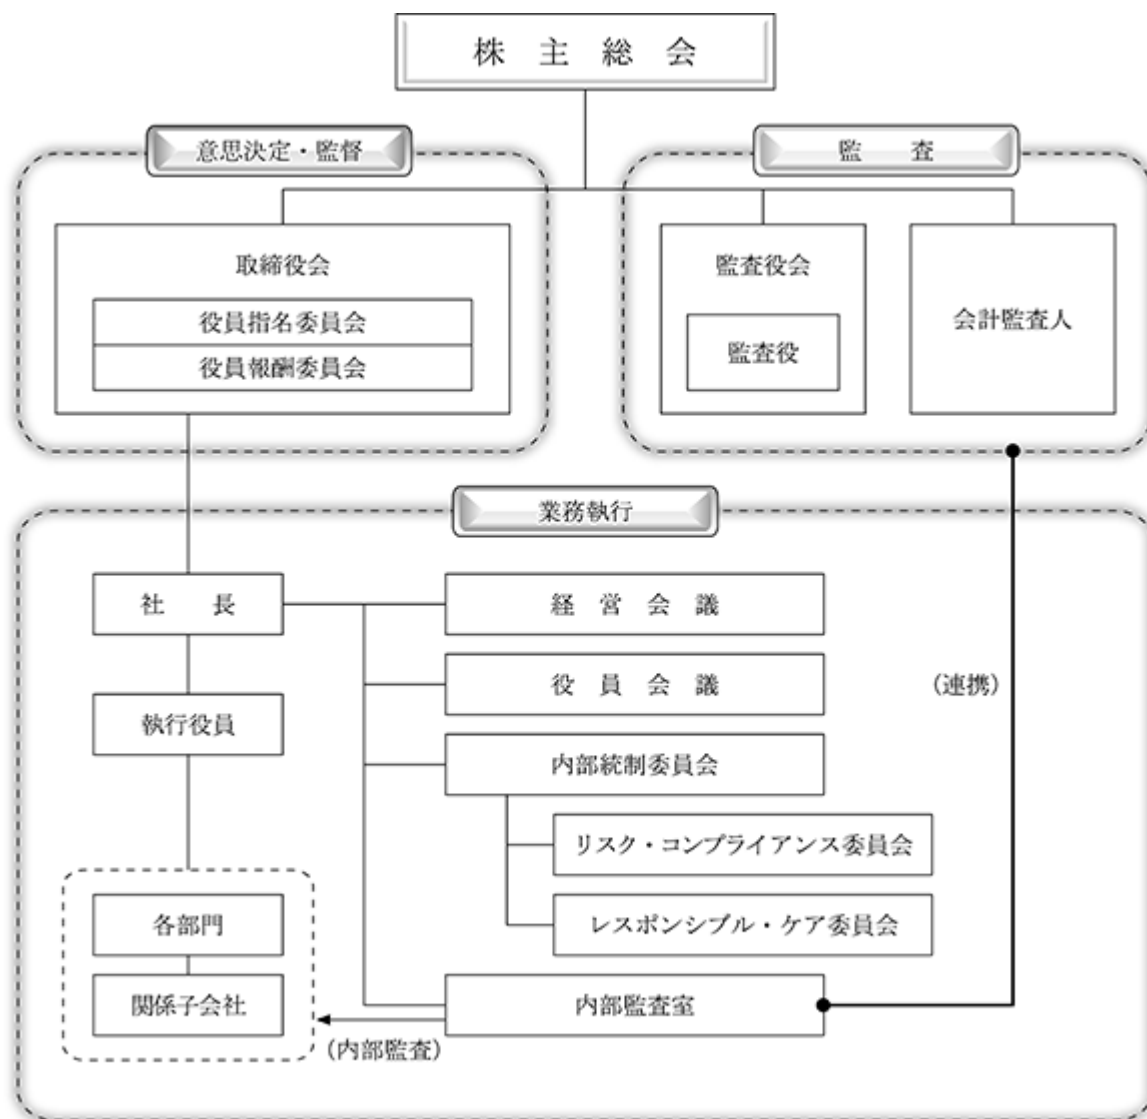 株主総会
意思決定・監督
監査
取締役会
役員指名委員会
役員報酬委員会
監査役会
監査役
会計監査人
業務執行
社長
経営会議
役員会議
執行役員
(連携)
内部統制委員会
リスク・コンプライアンス委員会
レスポンシブル・ケア委員会
各部門
関係子会社
内部監査室
(内部監査)